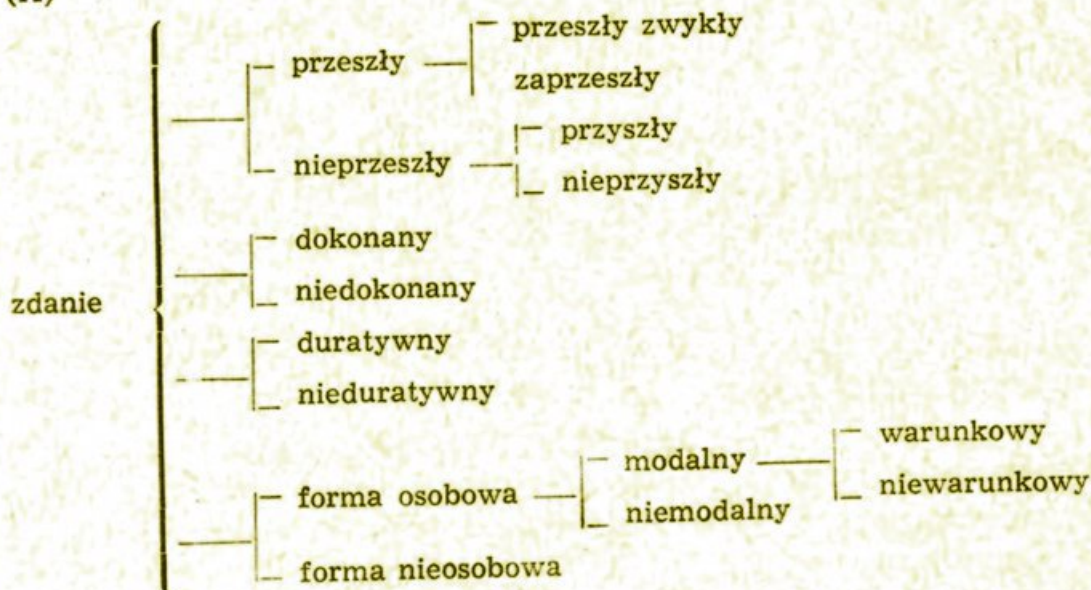 przeszły zwykły
przeszły
zaprzeszły
przyszły
nieprzeszły
nieprzyszły
dokonany
niedokonany
zdanie
duratywny
nieduratywny
warunkowy
modalny
niewarunkowy
forma osobowa
niemodalny
forma nieosobowa